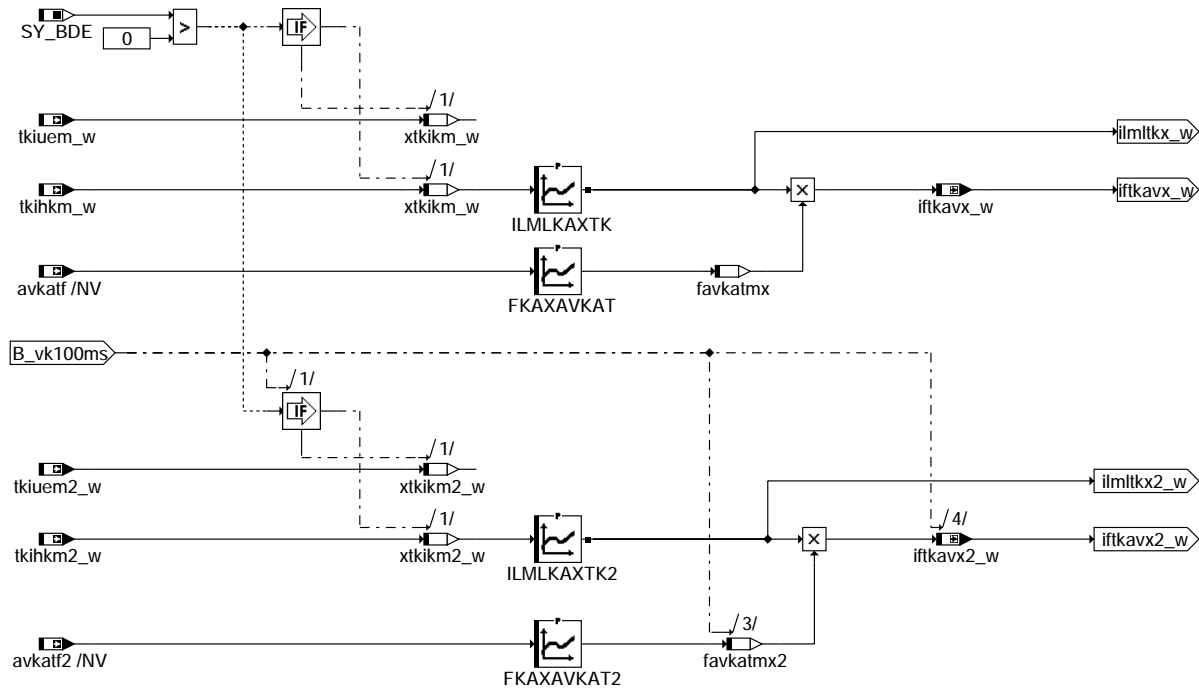 SY_BDE
0
>
IF
/1/
tkiuem_w
xtkikm_w
ilmltkx_w
/1/
tkihkm_w
xtkikm_w
P
ILMLKAXTK
×
iftkavx_w
iftkavx_w
avkatf /NV
P
FKAXAVKAT
favkatmx
B_vk100ms
/1/
IF
/1/
tkiuem2_w
xtkikm2_w
ilmltkx2_w
/1/
/4/
tkihkm2_w
xtkikm2_w
P
ILMLKAXTK2
×
iftkavx2_w
iftkavx2_w
/3/
avkatf2 /NV
P
FKAXAVKAT2
favkatmx2